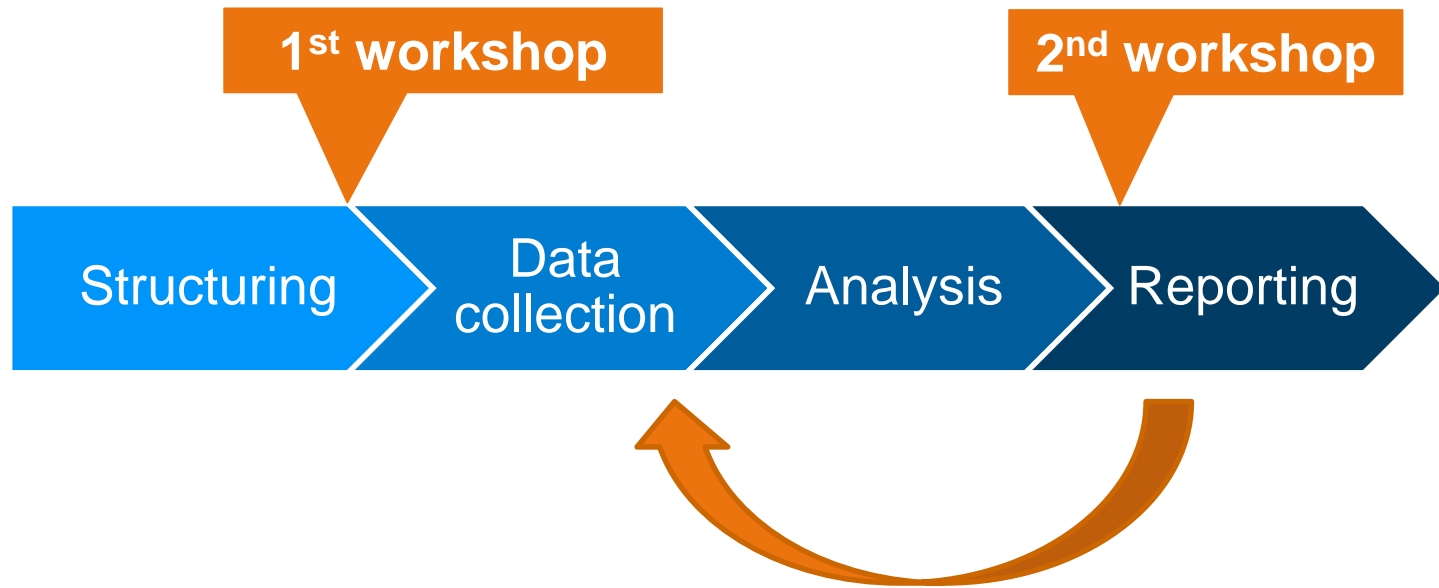 1st workshop
2nd workshop
Structuring
Data
collection
Analysis
Reporting